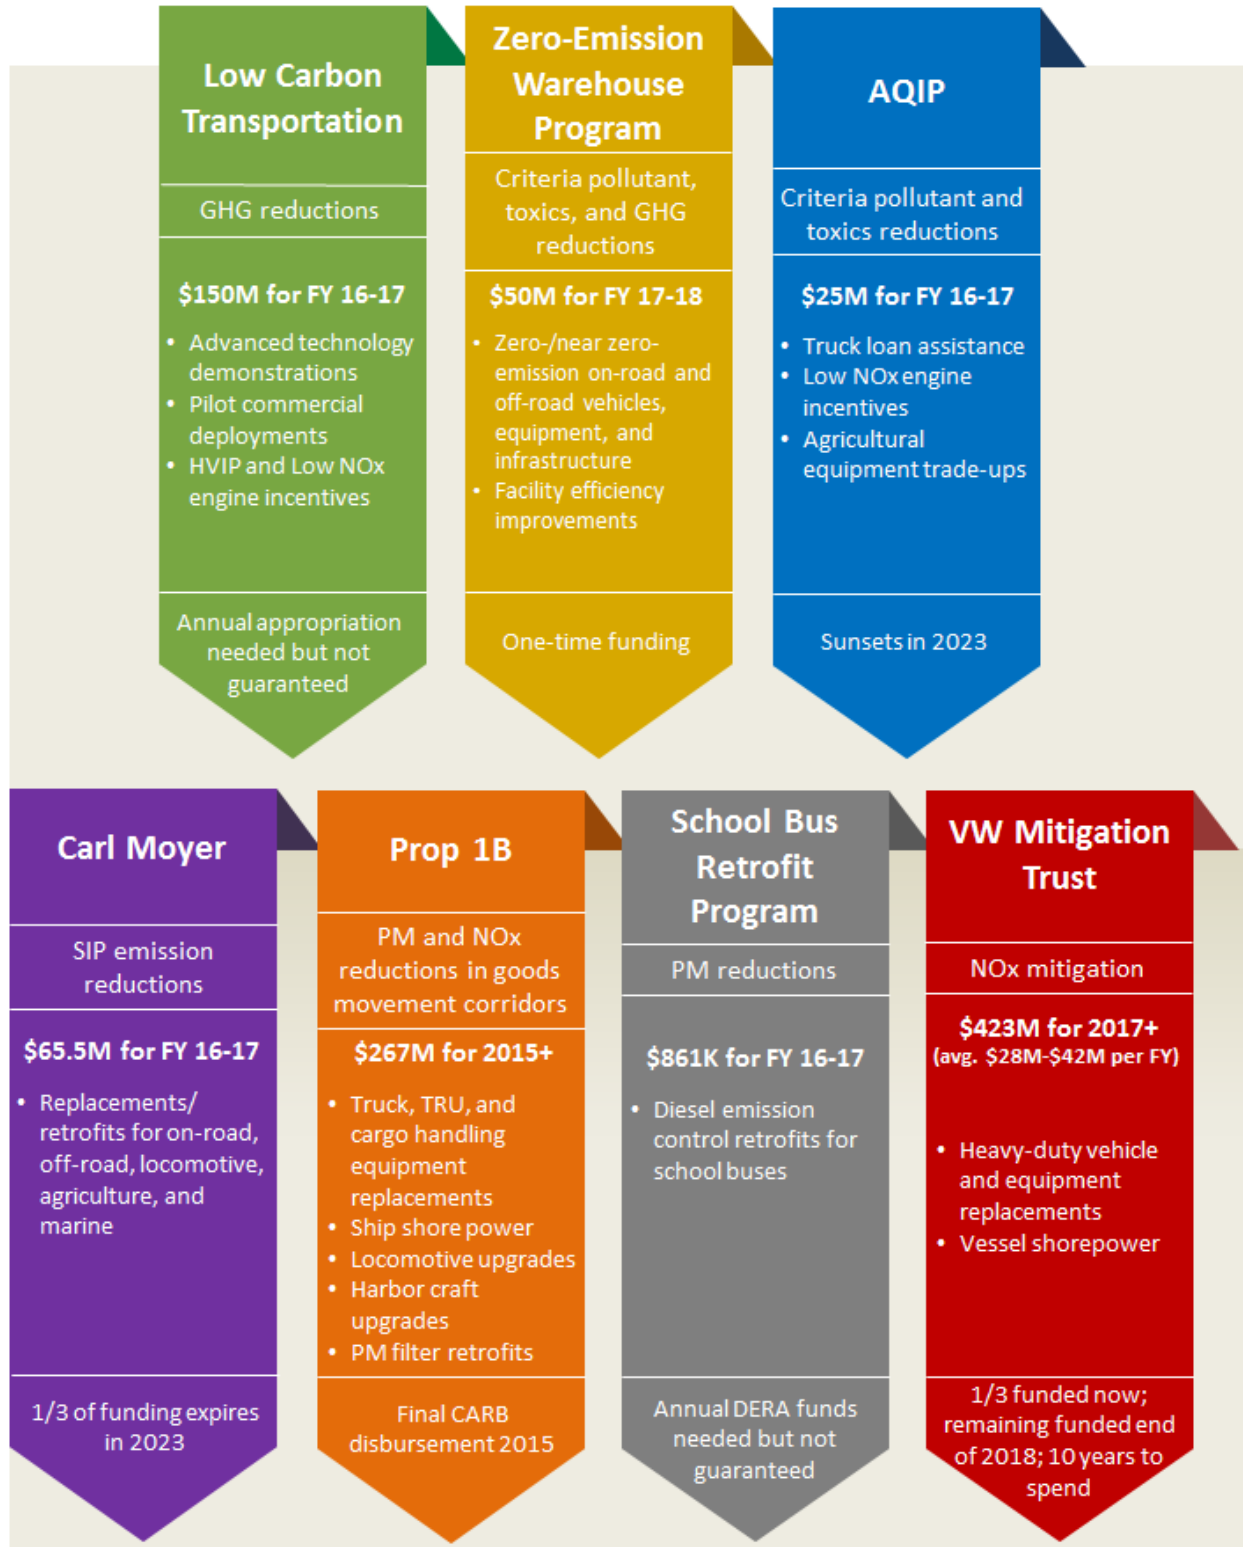 Low Carbon
Transportation
GHG reductions
$150M for FY 16-17
• Advanced technology
demonstrations
• Pilot commercial
deployments
• HVIP and Low NOx
engine incentives
Annual appropriation
needed but not
guaranteed
Zero-Emission
Warehouse
Program
Criteria pollutant,
toxics, and GHG
reductions
$50M for FY 17-18
• Zero-/near zero-
emission on-road and
off-road vehicles,
equipment, and
infrastructure
• Facility efficiency
improvements
One-time funding
AQIP
Criteria pollutant and
toxics reductions
$25M for FY 16-17
• Truck loan assistance
• Low NOx engine
incentives
• Agricultural
equipment trade-ups
Sunsets in 2023
Carl Moyer
SIP emission
reductions
$65.5M for FY 16-17
• Replacements/
retrofits for on-road,
off-road, locomotive,
agriculture, and
marine
1/3 of funding expires
in 2023
Prop 1B
PM and NOx
reductions in goods
movement corridors
$267M for 2015+
• Truck, TRU, and
cargo handling
equipment
replacements
• Ship shore power
• Locomotive upgrades
• Harbor craft
upgrades
• PM filter retrofits
Final CARB
disbursement 2015
School Bus
Retrofit
Program
PM reductions
$861K for FY 16-17
• Diesel emission
control retrofits for
school buses
Annual DERA funds
needed but not
guaranteed
VW Mitigation
Trust
NOx mitigation
$423M for 2017+
(avg. $28M-$42M per FY)
• Heavy-duty vehicle
and equipment
replacements
• Vessel shorepower
1/3 funded now;
remaining funded end
of 2018; 10 years to
spend